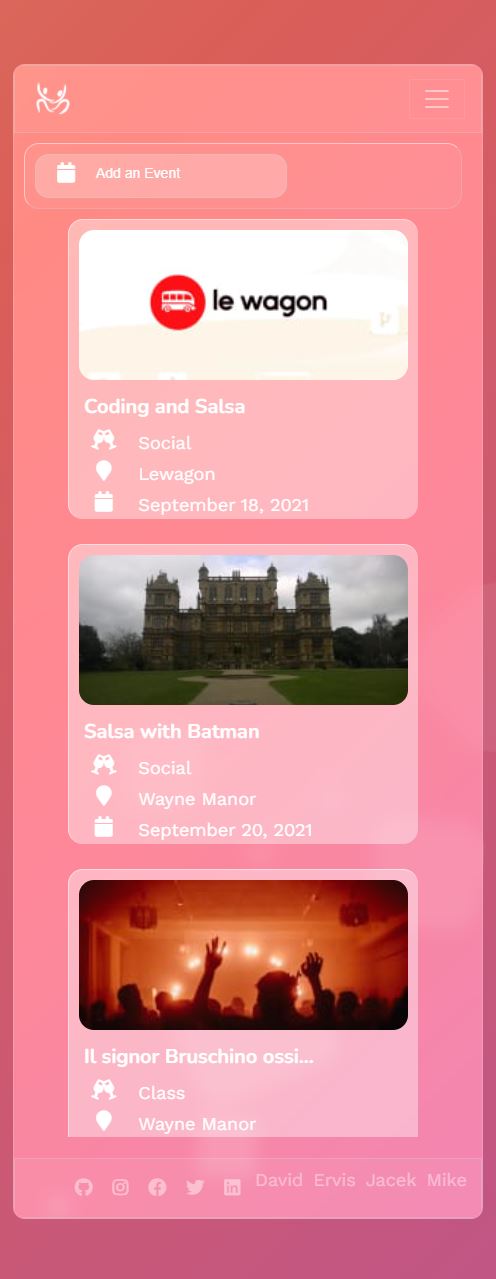 Add an Event
le wagon
Coding and Salsa
Social
Lewagon
September 18, 2021
Salsa with Batman
Social
Wayne Manor
September 20, 2021
Il signor Bruschino ossi...
Class
Wayne Manor
David Ervis Jacek Mike